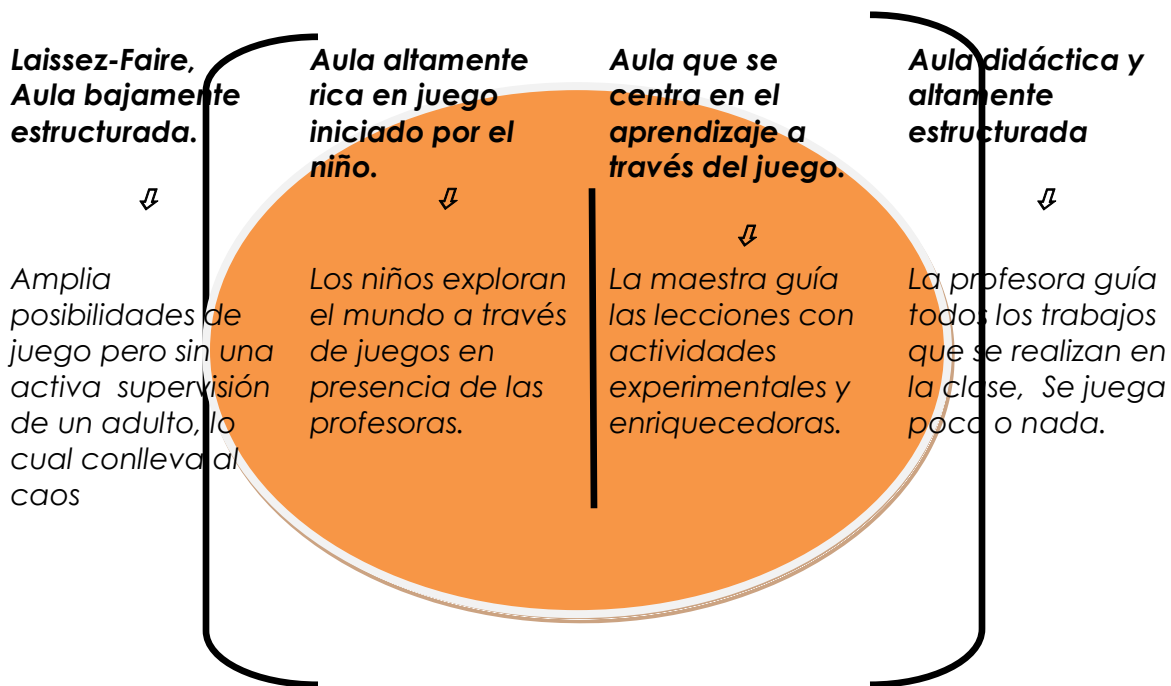 Laissez-Faire,
Aula bajamente
estructurada.
Amplia
posibilidades de
juego pero sin una
activa supervisión
de un adulto, lo
cual conlleva al
caos
Aula altamente
rica en juego
iniciado por el
niño.
Los niños exploran
el mundo a través
de juegos en
presencia de las
profesoras.
Aula que se
centra en el
aprendizaje a
través del juego.
La maestra guía
las lecciones con
actividades
experimentales y
enriquecedoras.
Aula didáctica y
altamente
estructurada
La profesora guía
todos los trabajos
que se realizan en
la clase, Se juega
poco o nada.